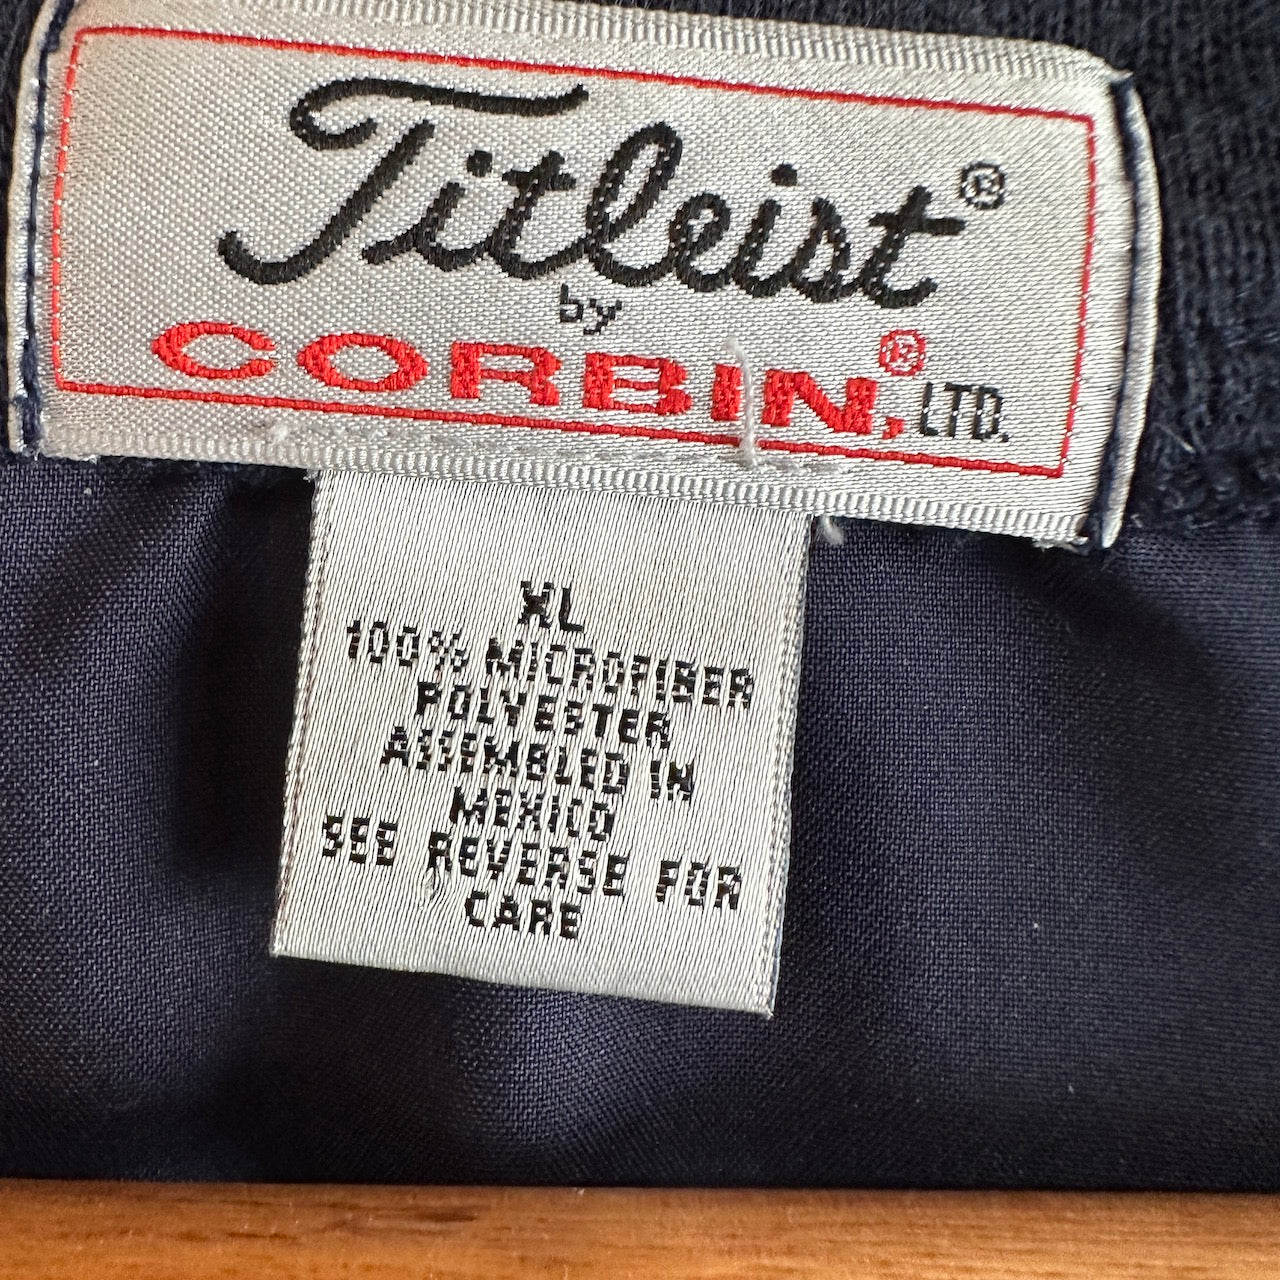 Titleist®
by
CORBIN®, LTD.
XL
100% MICROFIBER
POLYESTER
ASSEMBLED IN
MEXICO
SEE REVERSE FOR
CARE